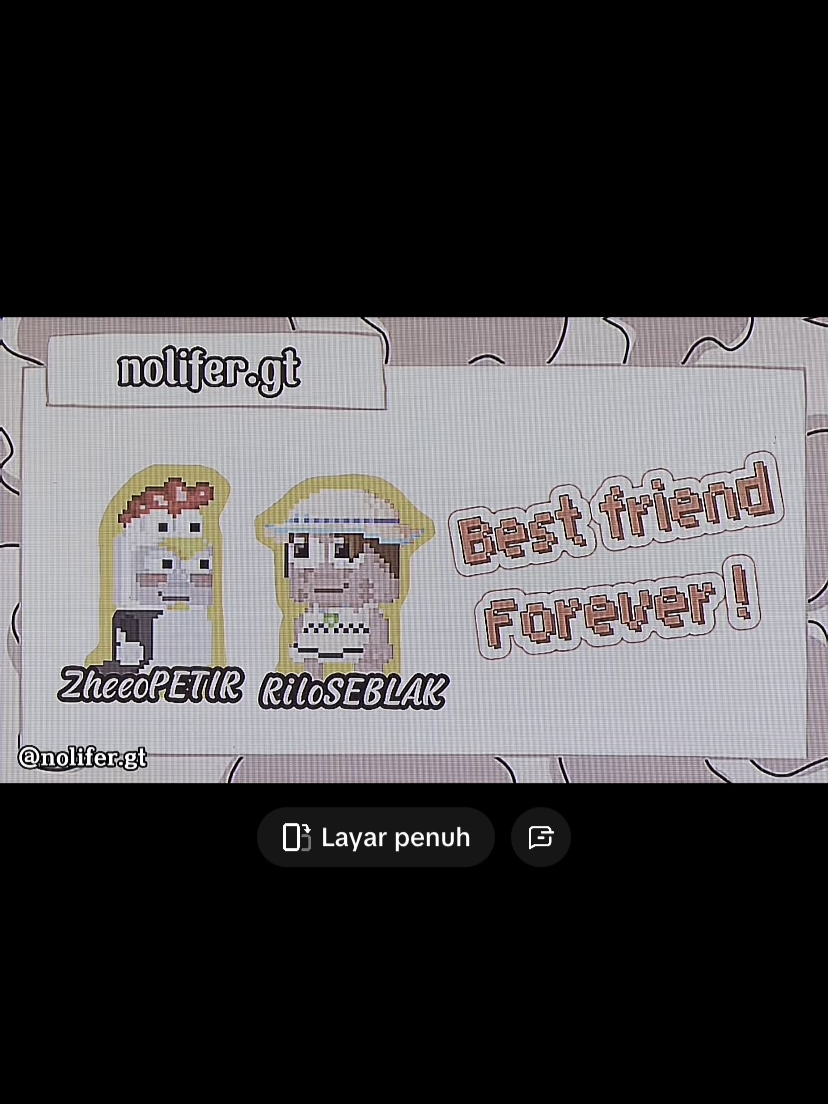 nolifer.gt
ZheeoPETIR
RiloSEBLAK
Best friend
Forever!
@nolifer.gt
Layar penuh